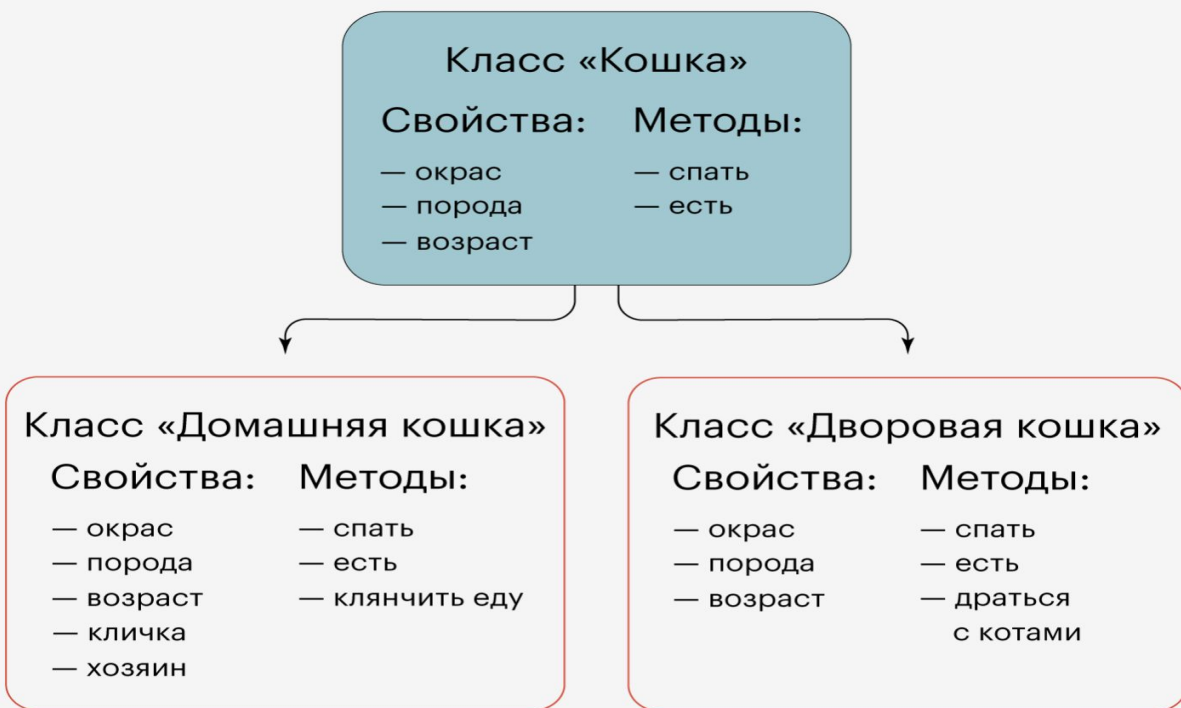 Класс «Кошка»
Свойства:
— окрас
— порода
— возраст
Методы:
— спать
— есть
Класс «Домашняя кошка»
Свойства:
— окрас
— порода
— возраст
— кличка
— хозяин
Методы:
— спать
— есть
— клянчить еду
Класс «Дворовая кошка»
Свойства:
— окрас
— порода
— возраст
Методы:
— спать
— есть
— драться
с котами